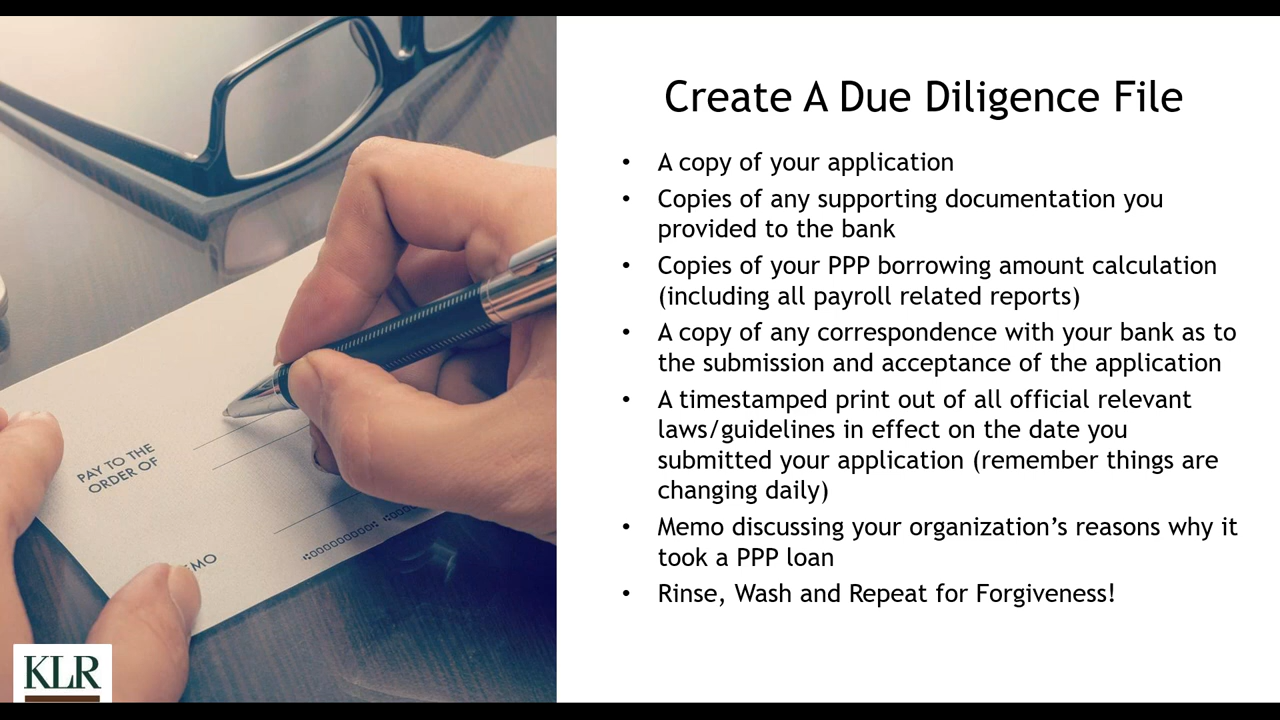 Create A Due Diligence File
• A copy of your application
• Copies of any supporting documentation you
provided to the bank
• Copies of your PPP borrowing amount calculation
(including all payroll related reports)
• A copy of any correspondence with your bank as to
the submission and acceptance of the application
• A timestamped print out of all official relevant
laws/guidelines in effect on the date you
submitted your application (remember things are
changing daily)
• Memo discussing your organization’s reasons why it
took a PPP loan
• Rinse, Wash and Repeat for Forgiveness!
PAY TO THE
ORDER OF
KLR